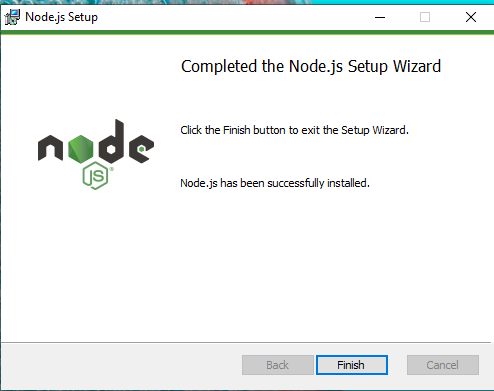 Node.js Setup
Completed the Node.js Setup Wizard
Click the Finish button to exit the Setup Wizard.
node
JS
Node.js has been successfully installed.
Back
Finish
Cancel